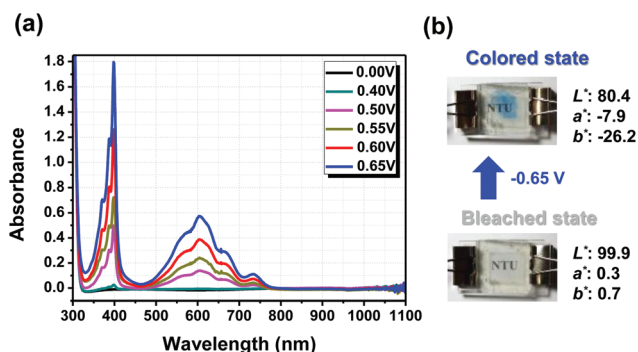 (a)
1.8
1.6
1.4
1.2
1.0
0.8
0.6
0.4
0.2
0.0
Absorbance
0.00V
0.40V
0.50V
0.55V
0.60V
0.65V
300 400 500 600 700 800 900 1000 1100
Wavelength (nm)
(b)
Colored state
NTU
L*: 80.4
a*: -7.9
b*: -26.2
-0.65 V
Bleached state
NTU
L*: 99.9
a*: 0.3
b*: 0.7